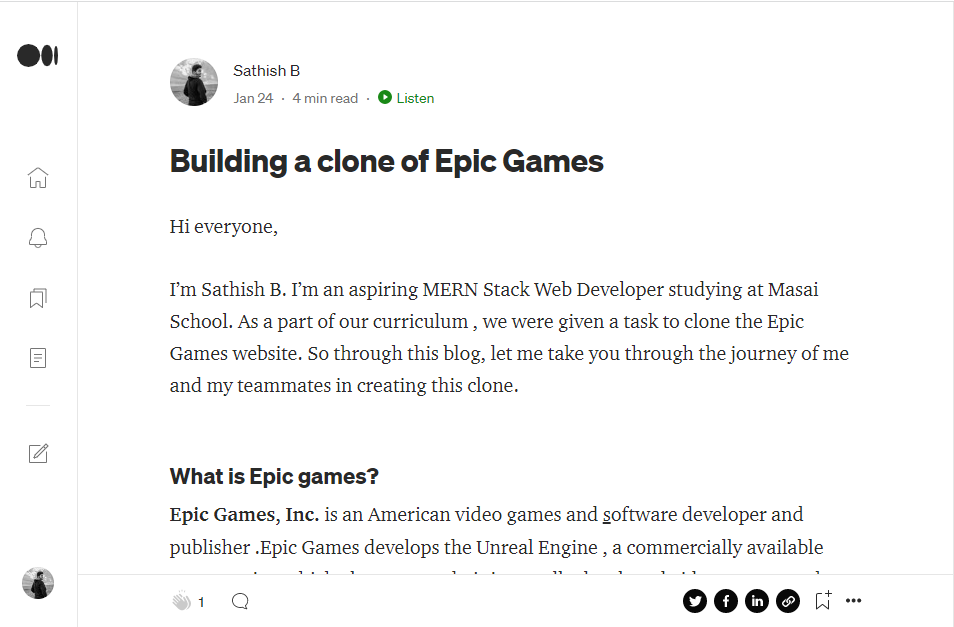 Sathish B
Jan 24 · 4 min read · Listen
Building a clone of Epic Games
Hi everyone,
I'm Sathish B. I'm an aspiring MERN Stack Web Developer studying at Masai
School. As a part of our curriculum , we were given a task to clone the Epic
Games website. So through this blog, let me take you through the journey of me
and my teammates in creating this clone.
What is Epic games?
Epic Games, Inc. is an American video games and software developer and
publisher .Epic Games develops the Unreal Engine , a commercially available
1